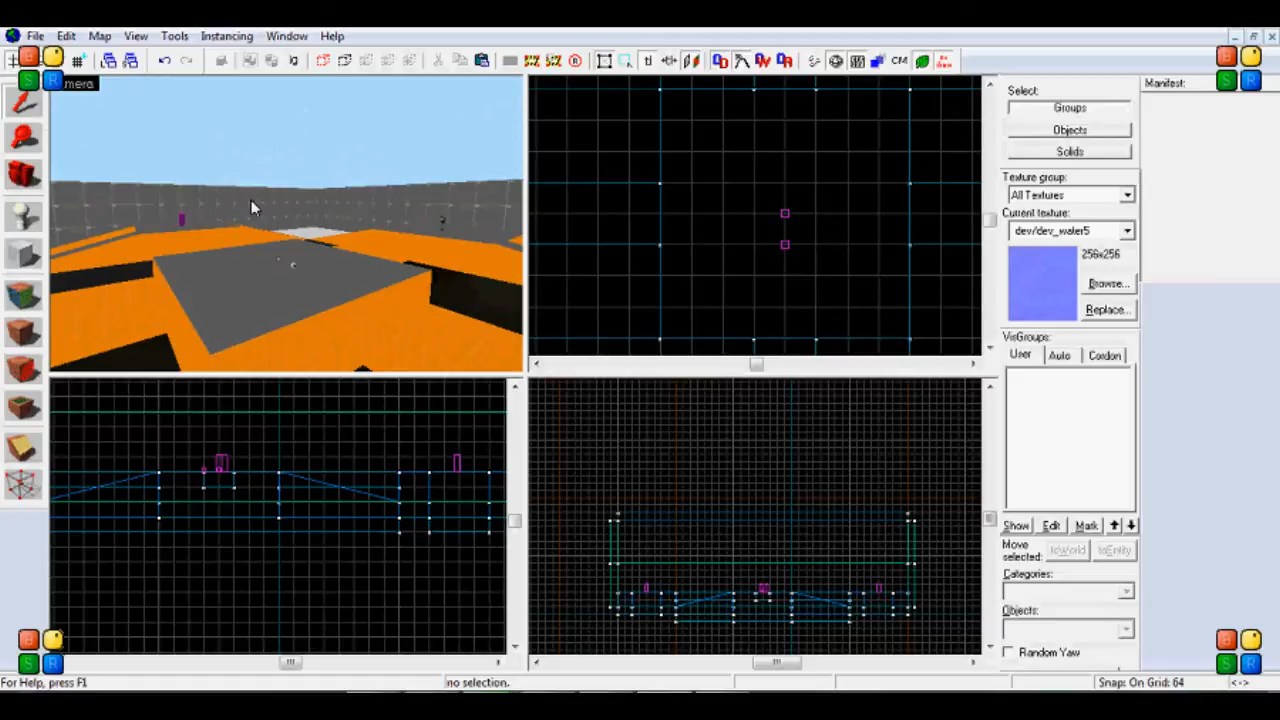 File Edit Map View Tools Instancing Window Help
CM
B
S R
B
S R
mera
Select:
Groups
Objects
Solids
Manifest:
Texture group:
All Textures
Current texture:
dev/dev_water5
256x256
Browse...
Replace...
VisGroups:
User Auto Cordon
Show Edit Mark
Move selected: toWorld toEntity
Categories:
Objects:
Random Yaw
B
S R
B
S R
For Help, press F1 no selection. Snap: On Grid: 64 <->